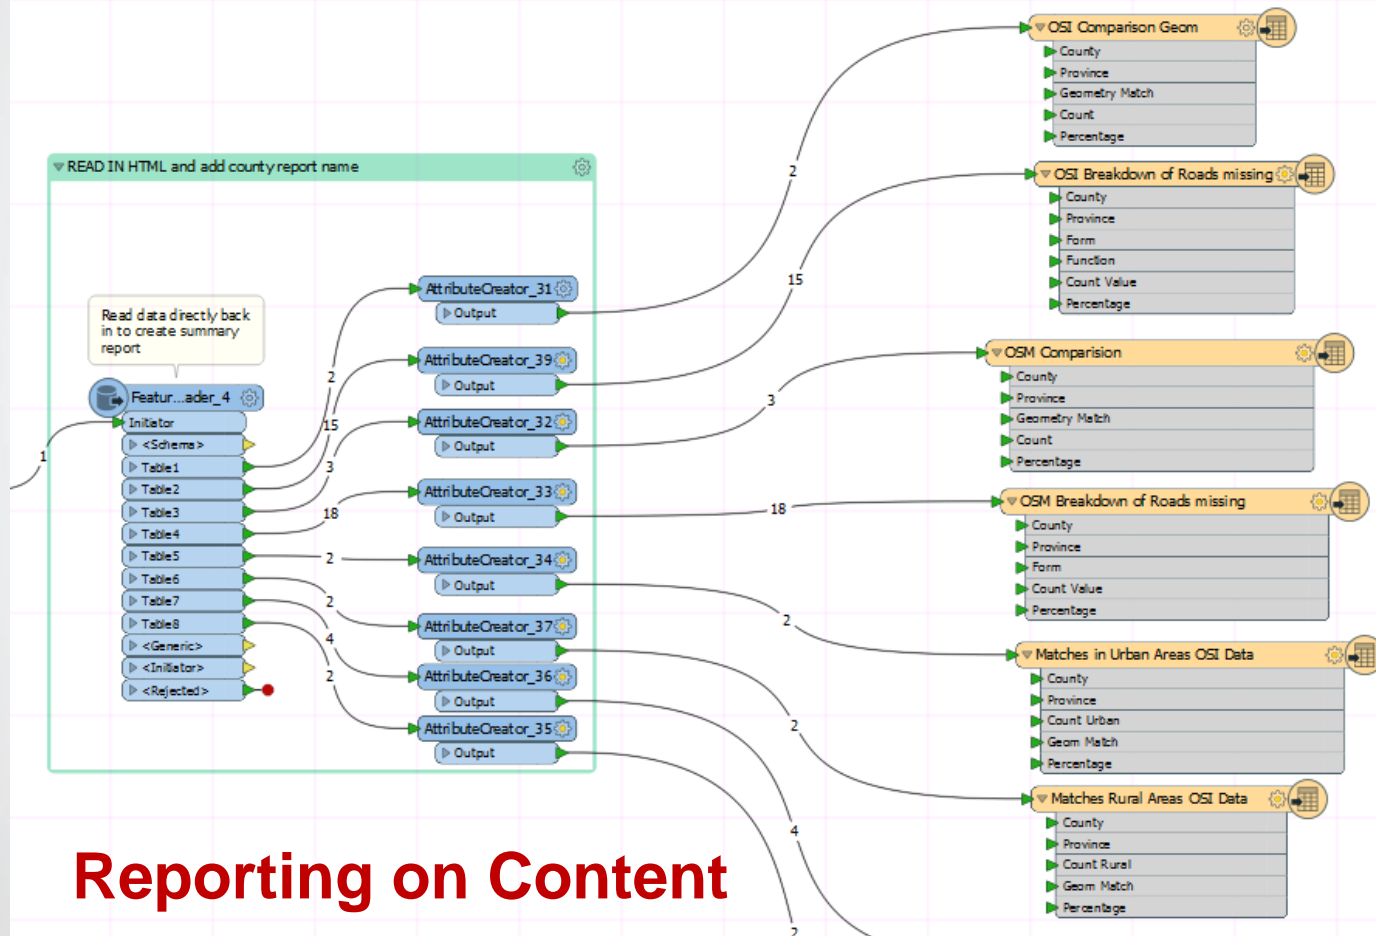 READ IN HTML and add county report name
Read data directly back
in to create summary
report
Featur...ader_4
Initiator
<Schema>
Table1
Table2
Table3
Table4
Table5
Table6
Table7
Table8
<Generic>
<Initiator>
<Rejected>
1
2
15
3
18
2
2
4
2
AttributeCreator_31
Output
AttributeCreator_39
Output
AttributeCreator_32
Output
AttributeCreator_33
Output
AttributeCreator_34
Output
AttributeCreator_37
Output
AttributeCreator_36
Output
AttributeCreator_35
Output
2
15
3
18
2
2
4
2
OSI Comparison Geom
County
Province
Geometry Match
Count
Percentage
OSI Breakdown of Roads missing
County
Province
Form
Function
Count Value
Percentage
OSM Comparision
County
Province
Geometry Match
Count
Percentage
OSM Breakdown of Roads missing
County
Province
Form
Count Value
Percentage
Matches in Urban Areas OSI Data
County
Province
Count Urban
Geom Match
Percentage
Matches Rural Areas OSI Data
County
Province
Count Rural
Geom Match
Percentage
Reporting on Content